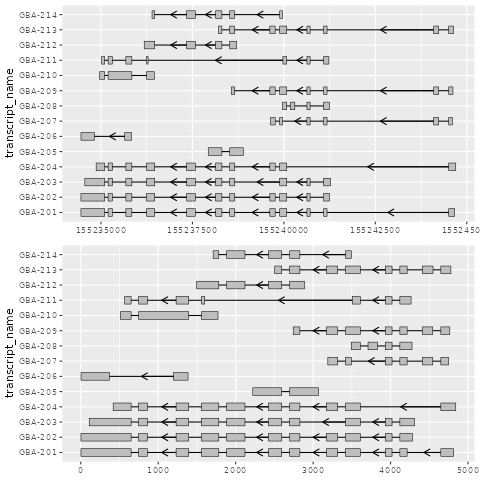 GBA-214
GBA-213
GBA-212
GBA-211
GBA-210
GBA-209
GBA-208
GBA-207
GBA-206
GBA-205
GBA-204
GBA-203
GBA-202
GBA-201
transcript_name
155235000 155237500 155240000 155242500 15524500
GBA-214
GBA-213
GBA-212
GBA-211
GBA-210
GBA-209
GBA-208
GBA-207
GBA-206
GBA-205
GBA-204
GBA-203
GBA-202
GBA-201
transcript_name
0 1000 2000 3000 4000 5000